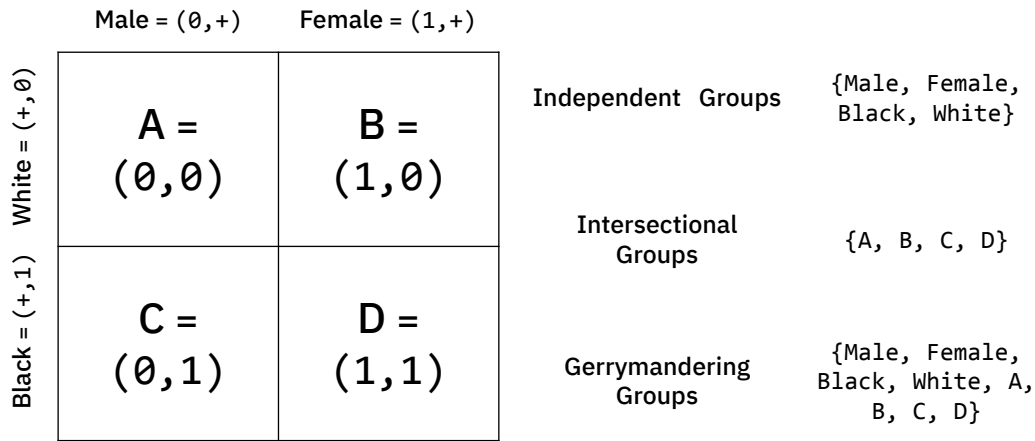 Male = (0,+)
Female = (1,+)
White = (+,0)
A =
(0,0)
B =
(1,0)
Independent Groups
{Male, Female,
Black, White}
Black = (+,1)
C =
(0,1)
D =
(1,1)
Intersectional
Groups
{A, B, C, D}
Gerrymandering
Groups
{Male, Female,
Black, White, A,
B, C, D}